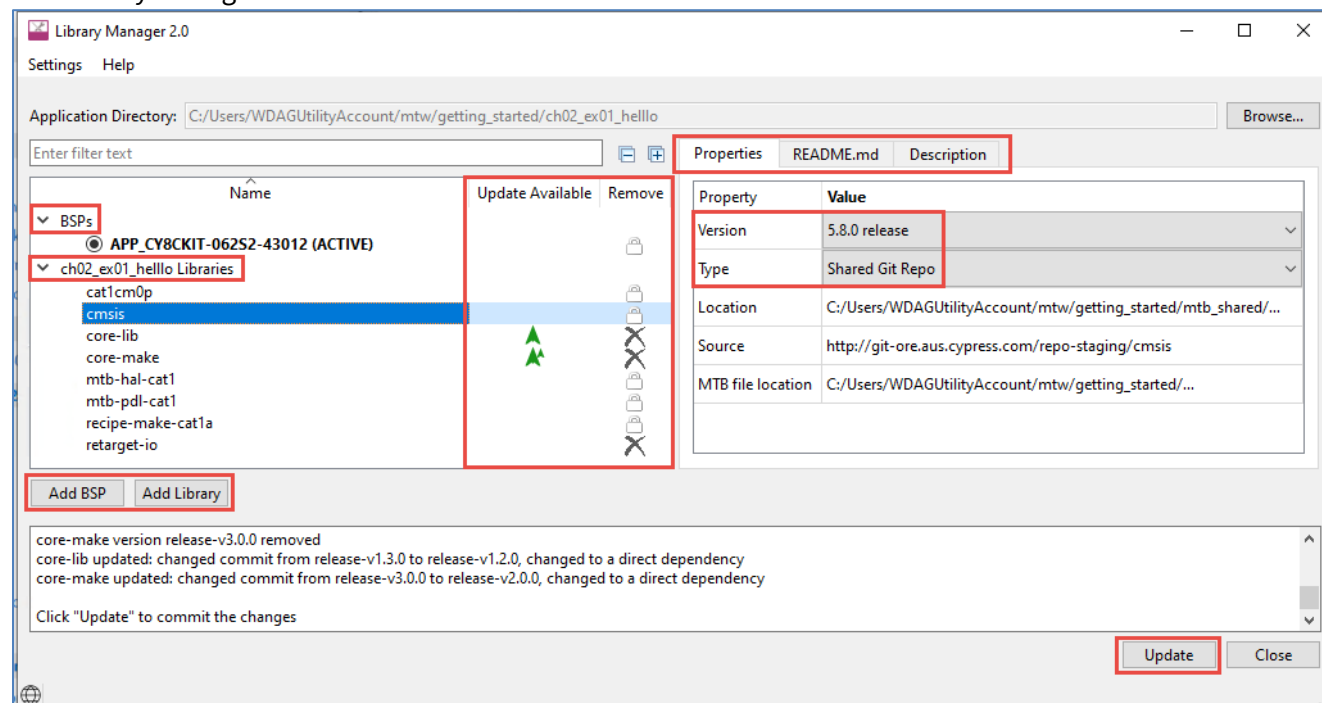 Library Manager 2.0
Settings Help
Application Directory: C:/Users/WDAGUtilityAccount/mtw/getting_started/ch02_ex01_helllo Browse...
Enter filter text
Name Update Available Remove
BSPs
APP_CY8CKIT-062S2-43012 (ACTIVE)
ch02_ex01_helllo Libraries
cat1cm0p
cmsis
core-lib
core-make
mtb-hal-cat1
mtb-pdl-cat1
recipe-make-cat1a
retarget-io
Add BSP Add Library
Properties README.md Description
Property Value
Version 5.8.0 release
Type Shared Git Repo
Location C:/Users/WDAGUtilityAccount/mtw/getting_started/mtb_shared/...
Source http://git-ore.aus.cypress.com/repo-staging/cmsis
MTB file location C:/Users/WDAGUtilityAccount/mtw/getting_started/...
core-make version release-v3.0.0 removed
core-lib updated: changed commit from release-v1.3.0 to release-v1.2.0, changed to a direct dependency
core-make updated: changed commit from release-v3.0.0 to release-v2.0.0, changed to a direct dependency
Click "Update" to commit the changes
Update Close